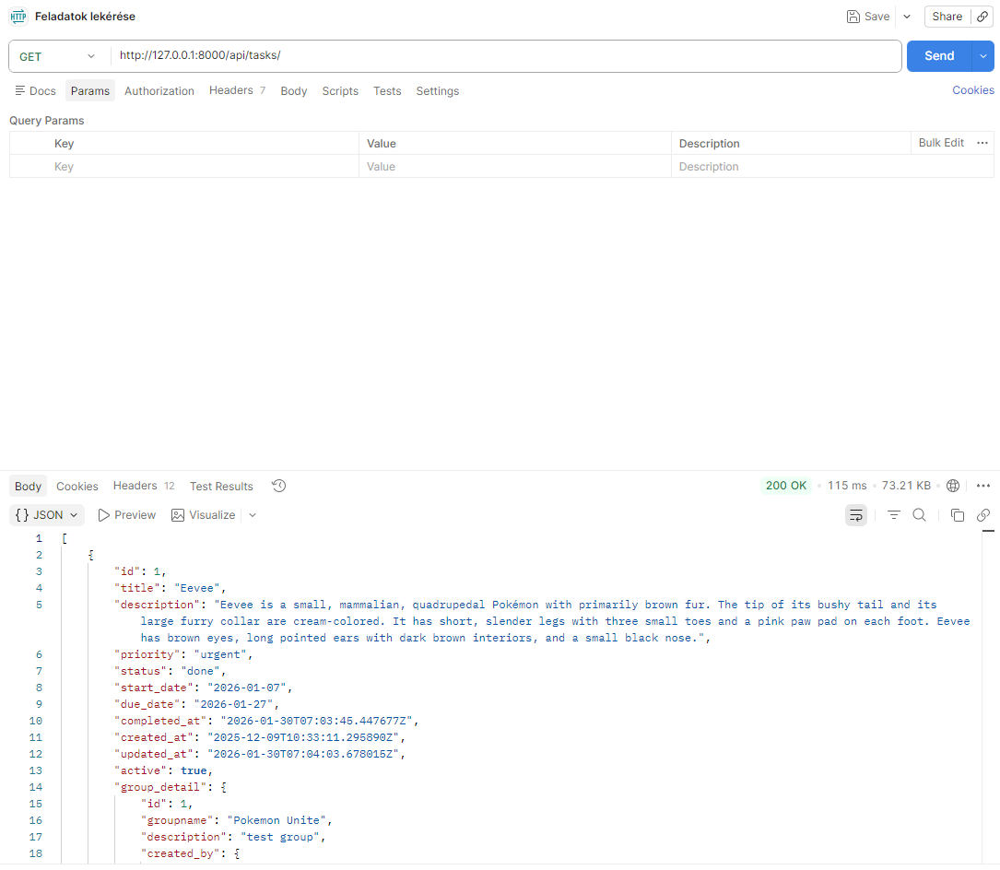 HTTP Feladatok lekérése Save Share
GET http://127.0.0.1:8000/api/tasks/ Send
Docs Params Authorization Headers 7 Body Scripts Tests Settings Cookies
Query Params
Key Value Description Bulk Edit
Key Value Description
Body Cookies Headers 12 Test Results 200 OK 115 ms 73.21 KB
{} JSON Preview Visualize
1 [
2 {
3 "id": 1,
4 "title": "Eevee",
5 "description": "Eevee is a small, mammalian, quadrupedal Pokémon with primarily brown fur. The tip of its bushy tail and its
large furry collar are cream-colored. It has short, slender legs with three small toes and a pink paw pad on each foot. Eevee
has brown eyes, long pointed ears with dark brown interiors, and a small black nose.",
6 "priority": "urgent",
7 "status": "done",
8 "start_date": "2026-01-07",
9 "due_date": "2026-01-27",
10 "completed_at": "2026-01-30T07:03:45.447677Z",
11 "created_at": "2025-12-09T10:33:11.295890Z",
12 "updated_at": "2026-01-30T07:04:03.678015Z",
13 "active": true,
14 "group_detail": {
15 "id": 1,
16 "groupname": "Pokemon Unite",
17 "description": "test group",
18 "created_by": {